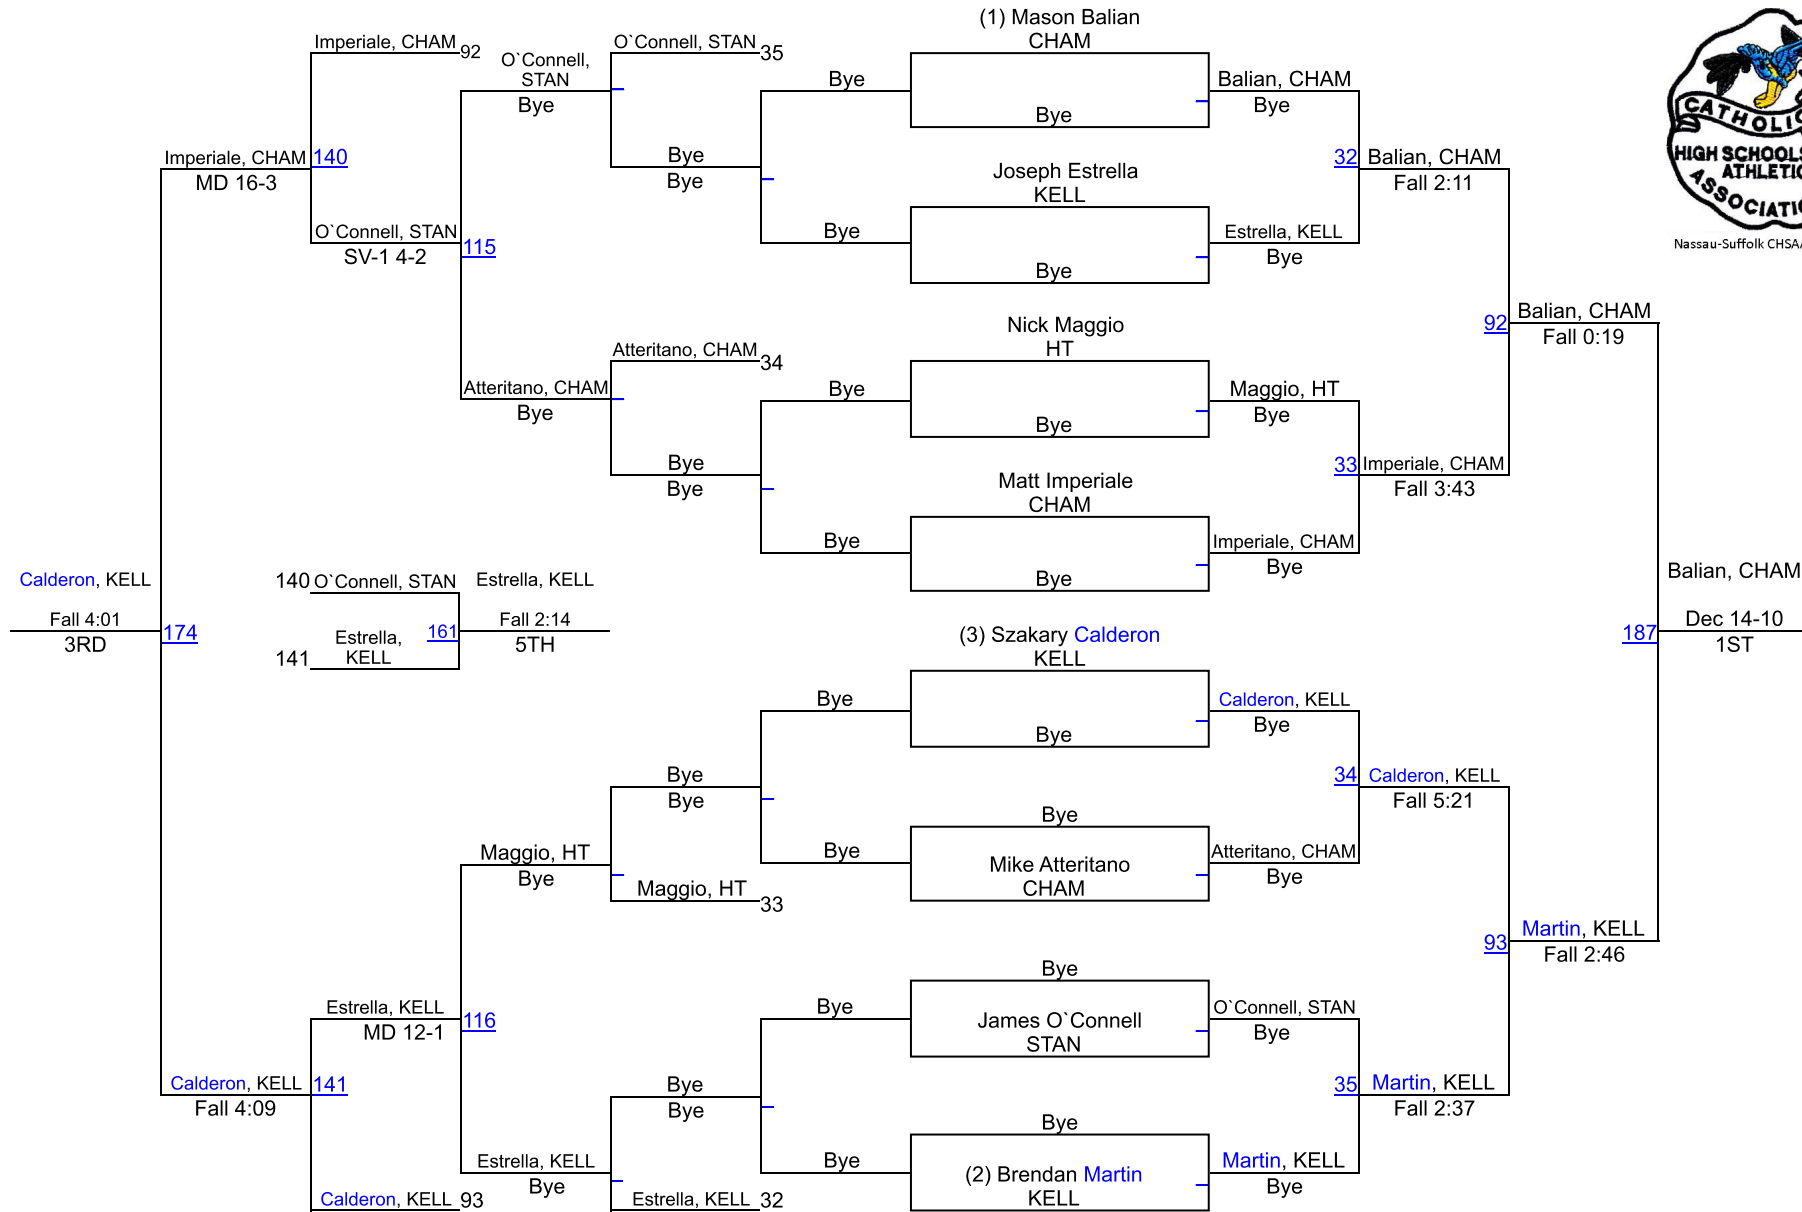 (1) Mason Balian
CHAM
Imperiale, CHAM 92
O`Connell,
STAN
Bye
O`Connell, STAN 35
Bye
Bye
Balian, CHAM
Bye
Imperiale, CHAM 140
MD 16-3
Bye
Bye
Joseph Estrella
KELL
32 Balian, CHAM
Fall 2:11
O`Connell, STAN 115
SV-1 4-2
Bye
Bye
Estrella, KELL
Bye
Nick Maggio
HT
92 Balian, CHAM
Fall 0:19
Atteritano, CHAM 34
Atteritano, CHAM
Bye
Bye
Bye
Maggio, HT
Bye
Bye
Bye
Matt Imperiale
CHAM
33 Imperiale, CHAM
Fall 3:43
Bye
Bye
Imperiale, CHAM
Bye
Calderon, KELL
Fall 4:01
3RD
174
140 O`Connell, STAN
141 Estrella,
KELL
161
Estrella, KELL
Fall 2:14
5TH
Balian, CHAM
187 Dec 14-10
1ST
(3) Szakary Calderon
KELL
Bye
Bye
Calderon, KELL
Bye
Bye
Bye
34 Calderon, KELL
Fall 5:21
Bye
Maggio, HT
Bye
Maggio, HT 33
Bye
Mike Atteritano
CHAM
Atteritano, CHAM
Bye
93 Martin, KELL
Fall 2:46
Bye
Estrella, KELL 116
MD 12-1
Bye
James O`Connell
STAN
O`Connell, STAN
Bye
Calderon, KELL 141
Fall 4:09
Bye
Bye
35 Martin, KELL
Fall 2:37
Bye
Estrella, KELL
Bye
Bye
(2) Brendan Martin
KELL
Martin, KELL
Bye
Calderon, KELL 93
Estrella, KELL 32
HIGH SCHOOLS
ATHLETIC
Nassau-Suffolk